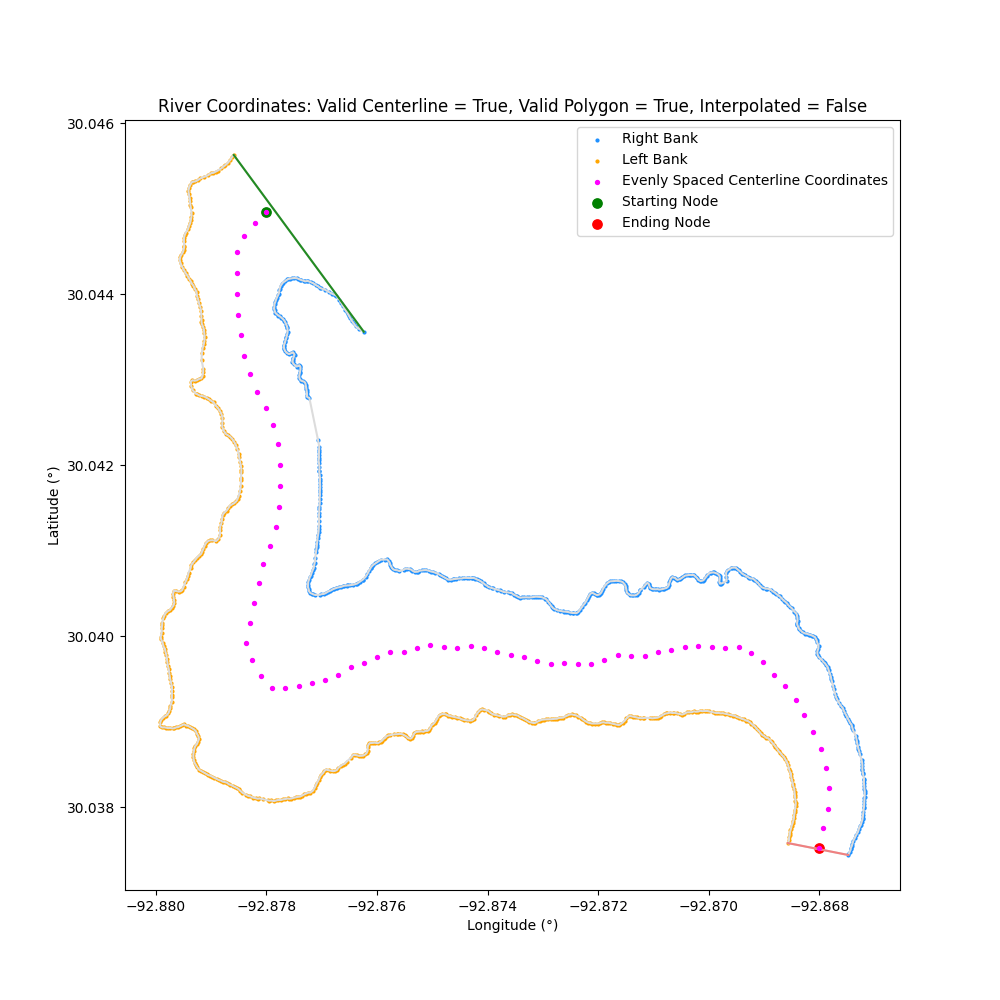 River Coordinates: Valid Centerline = True, Valid Polygon = True, Interpolated = False
Right Bank
Left Bank
Evenly Spaced Centerline Coordinates
Starting Node
Ending Node
30.046
30.044
30.042
30.040
30.038
Latitude (°)
−92.880 −92.878 −92.876 −92.874 −92.872 −92.870 −92.868
Longitude (°)